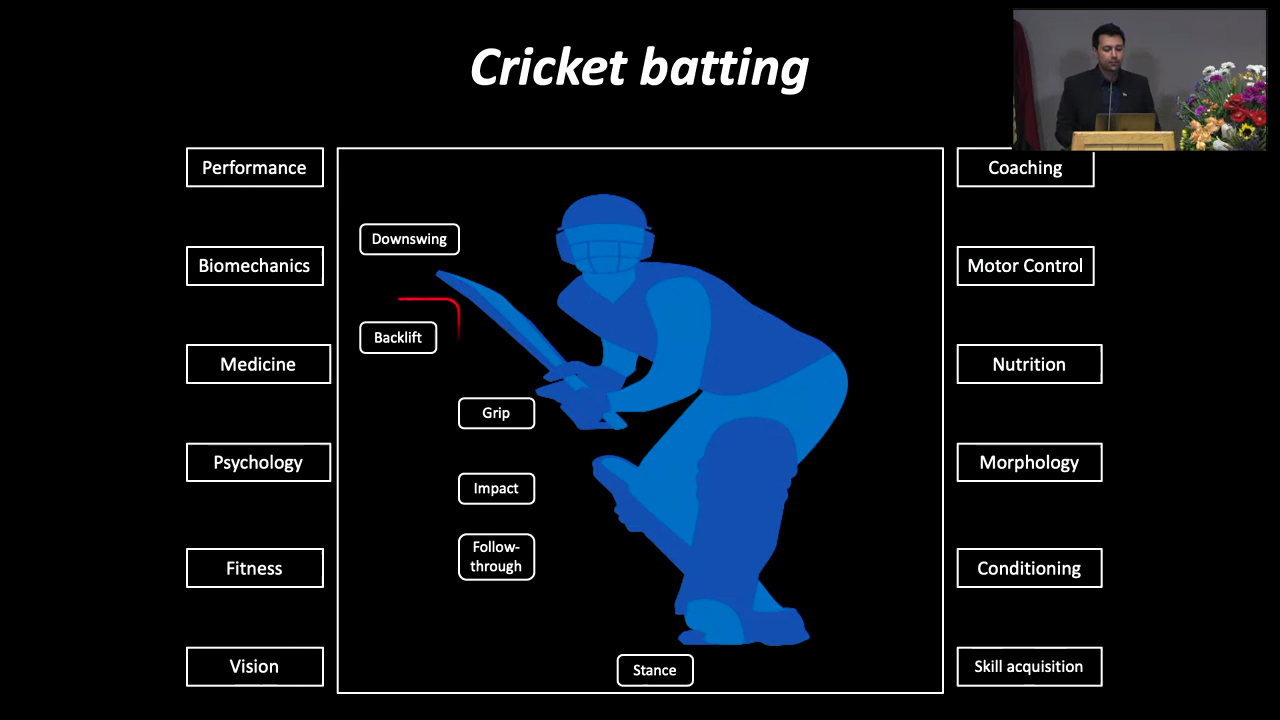 Cricket batting
Performance
Biomechanics
Medicine
Psychology
Fitness
Vision
Downswing
Backlift
Grip
Impact
Follow-
through
Stance
Coaching
Motor Control
Nutrition
Morphology
Conditioning
Skill acquisition